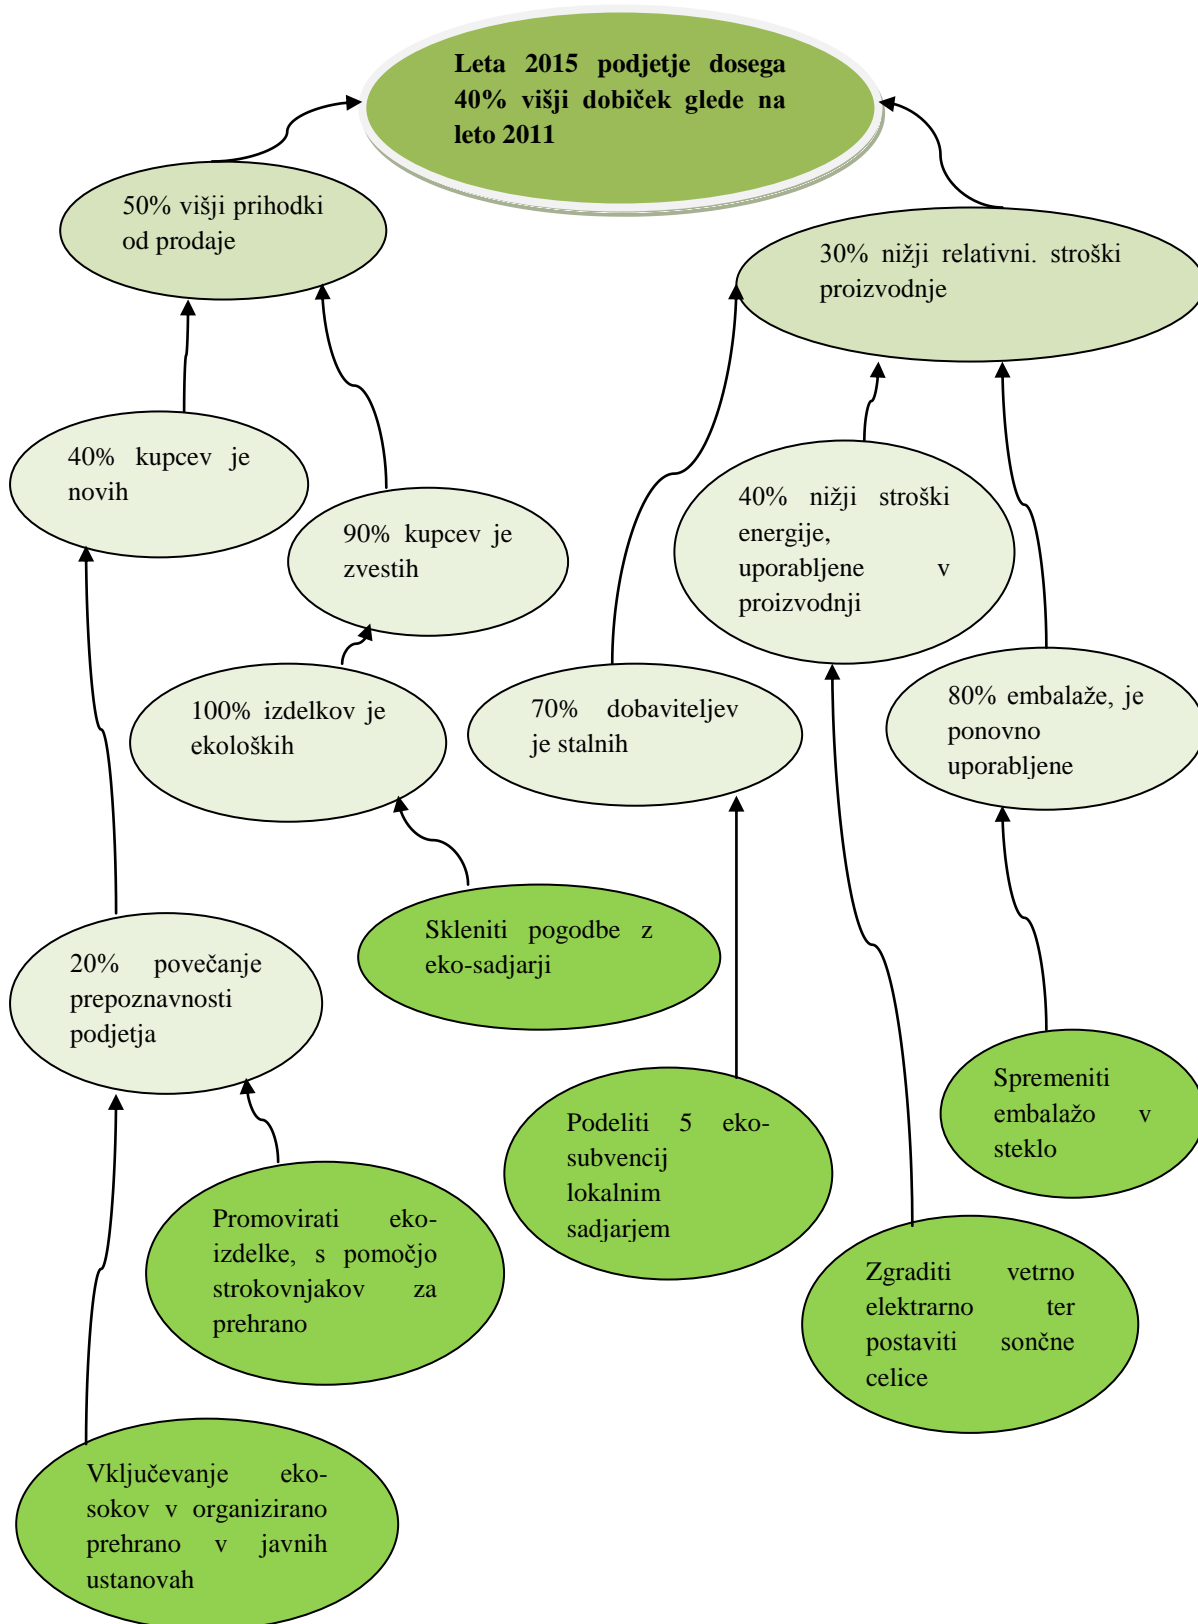 Leta 2015 podjetje dosega
40% višji dobiček glede na
leto 2011
50% višji prihodki
od prodaje
30% nižji relativni. stroški
proizvodnje
40% kupcev je
novih
90% kupcev je
zvestih
40% nižji stroški
energije,
uporabljene v
proizvodnji
100% izdelkov je
ekoloških
70% dobaviteljev
je stalnih
80% embalaže, je
ponovno
uporabljene
Skleniti pogodbe z
eko-sadjarji
20% povečanje
prepoznavnosti
podjetja
Spremeniti
embalažo v
steklo
Podeliti 5 eko-
subvencij
lokalnim
sadjarjem
Promovirati eko-
izdelke, s pomočjo
strokovnjakov za
prehrano
Zgraditi vetrno
elektrarno ter
postaviti sončne
celice
Vključevanje eko-
sokov v organizirano
prehrano v javnih
ustanovah